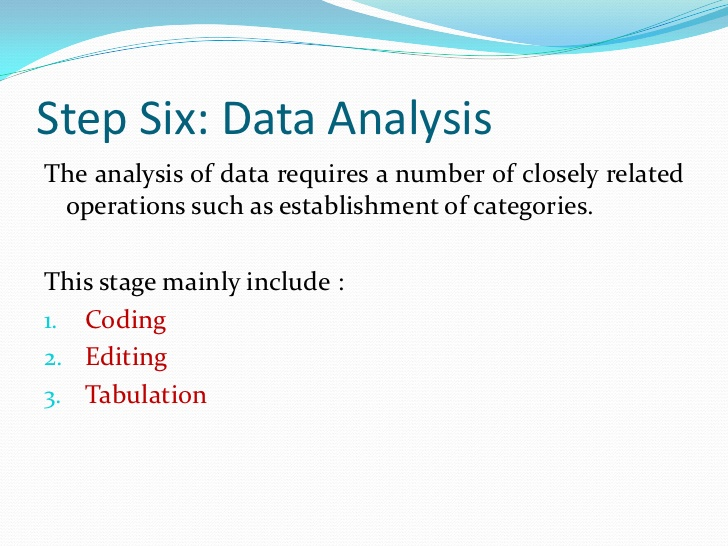 Step Six: Data Analysis
The analysis of data requires a number of closely related
operations such as establishment of categories.
This stage mainly include :
1. Coding
2. Editing
3. Tabulation